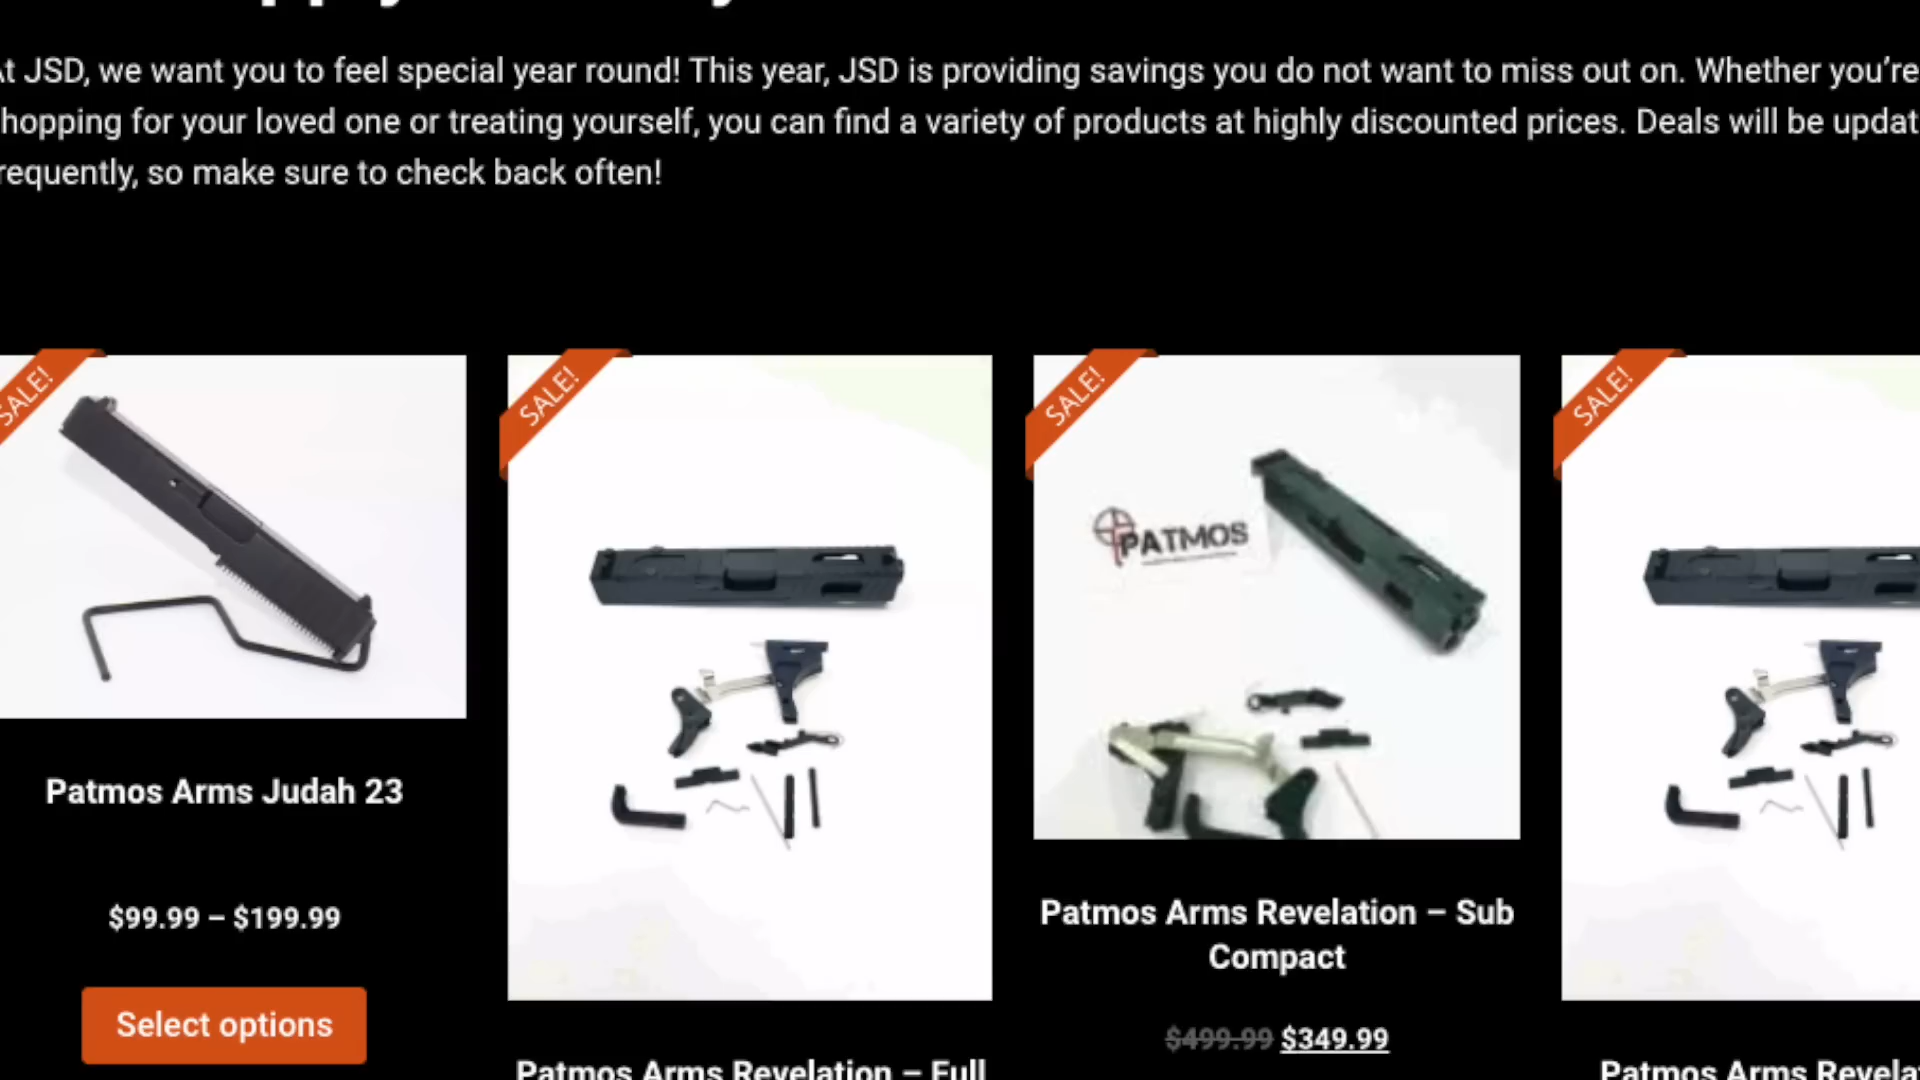 t JSD, we want you to feel special year round! This year, JSD is providing savings you do not want to miss out on. Whether you're
hopping for your loved one or treating yourself, you can find a variety of products at highly discounted prices. Deals will be updat
requently, so make sure to check back often!
SALE!
SALE!
SALE!
SALE!
PATMOS
Patmos Arms Judah 23
$99.99 – $199.99
Select options
Patmos Arms Revelation – Full
Patmos Arms Revelation – Sub
Compact
$499.99 $349.99
Patmos Arms Revela